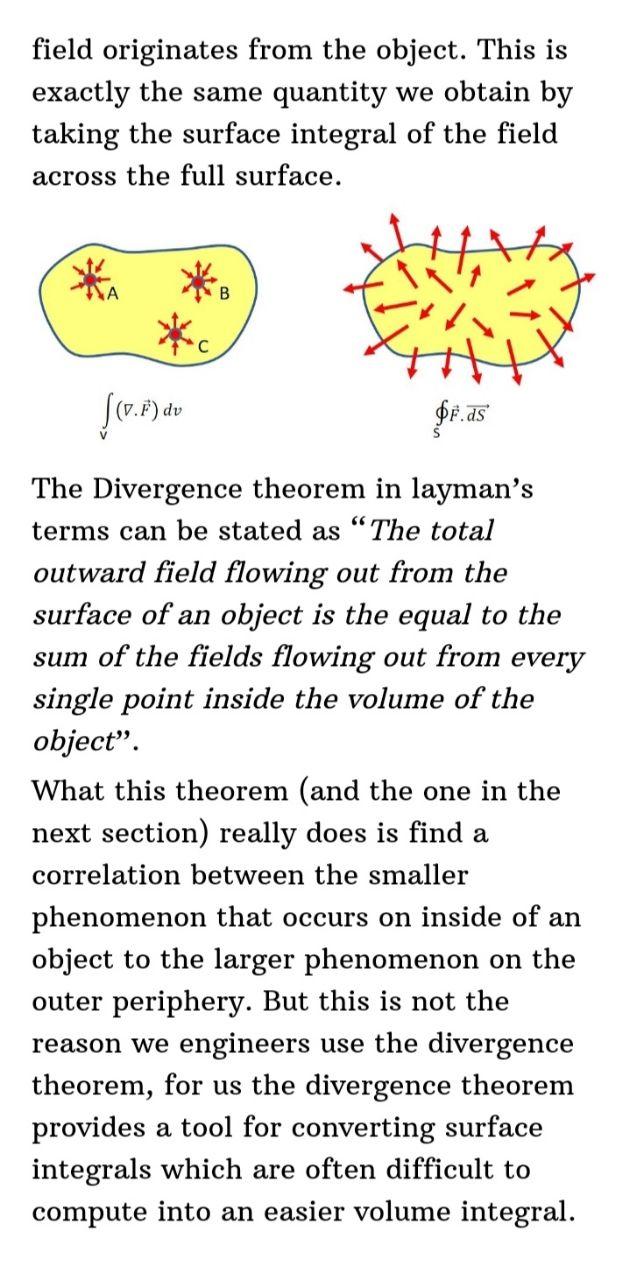 field originates from the object. This is
exactly the same quantity we obtain by
taking the surface integral of the field
across the full surface.
A
B
C
∫(∇.F⃗) dv
v
∮F⃗.dS⃗
S
The Divergence theorem in layman’s
terms can be stated as “The total
outward field flowing out from the
surface of an object is the equal to the
sum of the fields flowing out from every
single point inside the volume of the
object”.
What this theorem (and the one in the
next section) really does is find a
correlation between the smaller
phenomenon that occurs on inside of an
object to the larger phenomenon on the
outer periphery. But this is not the
reason we engineers use the divergence
theorem, for us the divergence theorem
provides a tool for converting surface
integrals which are often difficult to
compute into an easier volume integral.